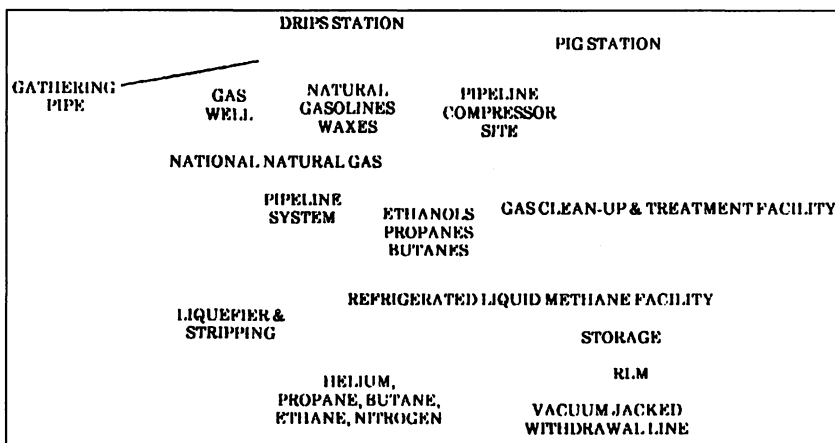 DRIPS STATION
PIG STATION
GATHERING
PIPE
GAS
WELL
NATURAL
GASOLINES
WAXES
PIPELINE
COMPRESSOR
SITE
NATIONAL NATURAL GAS
PIPELINE
SYSTEM
ETHANOLS
PROPANES
BUTANES
GAS CLEAN-UP & TREATMENT FACILITY
REFRIGERATED LIQUID METHANE FACILITY
LIQUEFIER &
STRIPPING
STORAGE
RLM
HELIUM,
PROPANE, BUTANE,
ETHANE, NITROGEN
VACUUM JACKED
WITHDRAWAL LINE